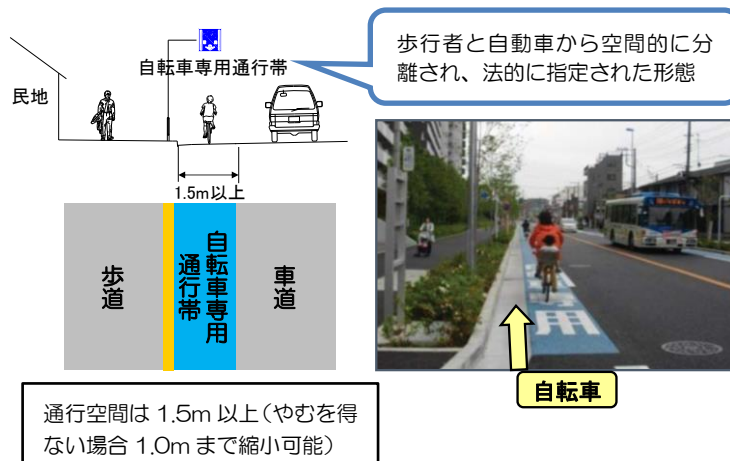 自転車専用通行帯
民地
1.5m以上
歩道
自転車専用
通行帯
車道
通行空間は 1.5m 以上（やむを得
ない場合 1.0m まで縮小可能）
歩行者と自動車から空間的に分
離され、法的に指定された形態
用
自転車